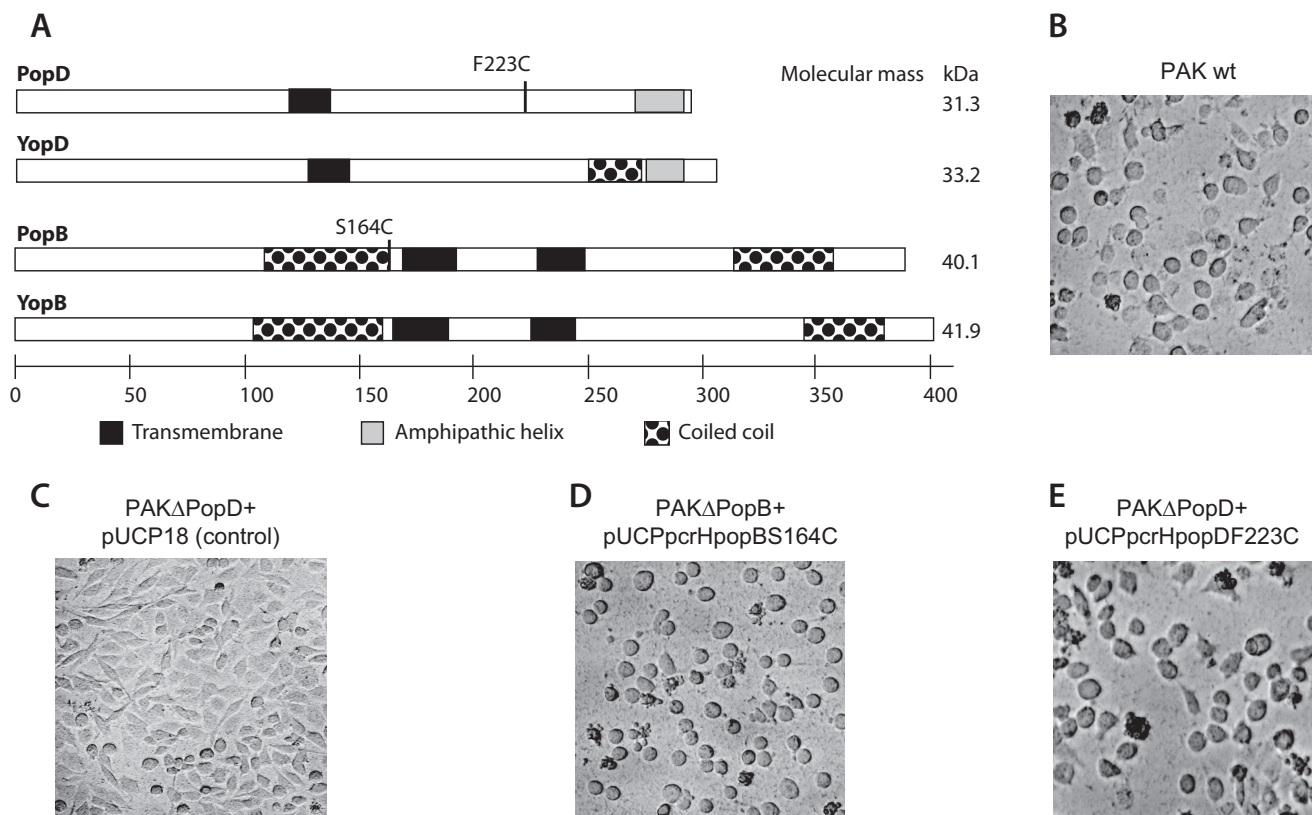 A
PopD
F223C
Molecular mass kDa
31.3
YopD
33.2
PopB
S164C
40.1
YopB
41.9
0 50 100 150 200 250 300 350 400
Transmembrane
Amphipathic helix
Coiled coil
B
PAK wt
C
PAKΔPopD+
pUCP18 (control)
D
PAKΔPopB+
pUCPpcrHpopBS164C
E
PAKΔPopD+
pUCPpcrHpopDF223C